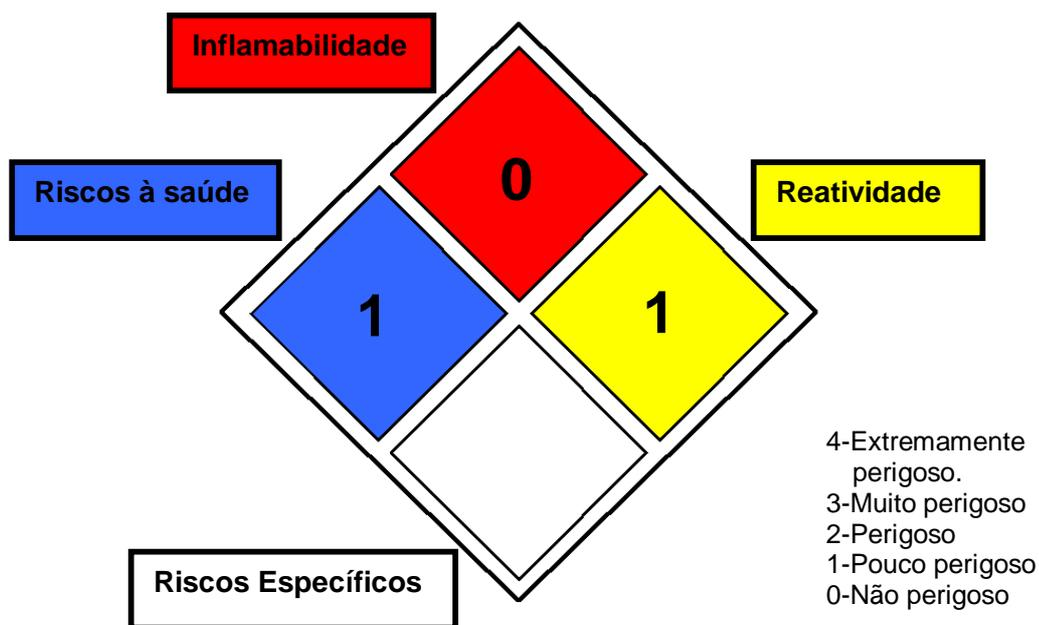 Inflamabilidade
0
Riscos à saúde
Reatividade
1
1
4-Extremamente
perigoso.
3-Muito perigoso
2-Perigoso
1-Pouco perigoso
0-Não perigoso
Riscos Específicos